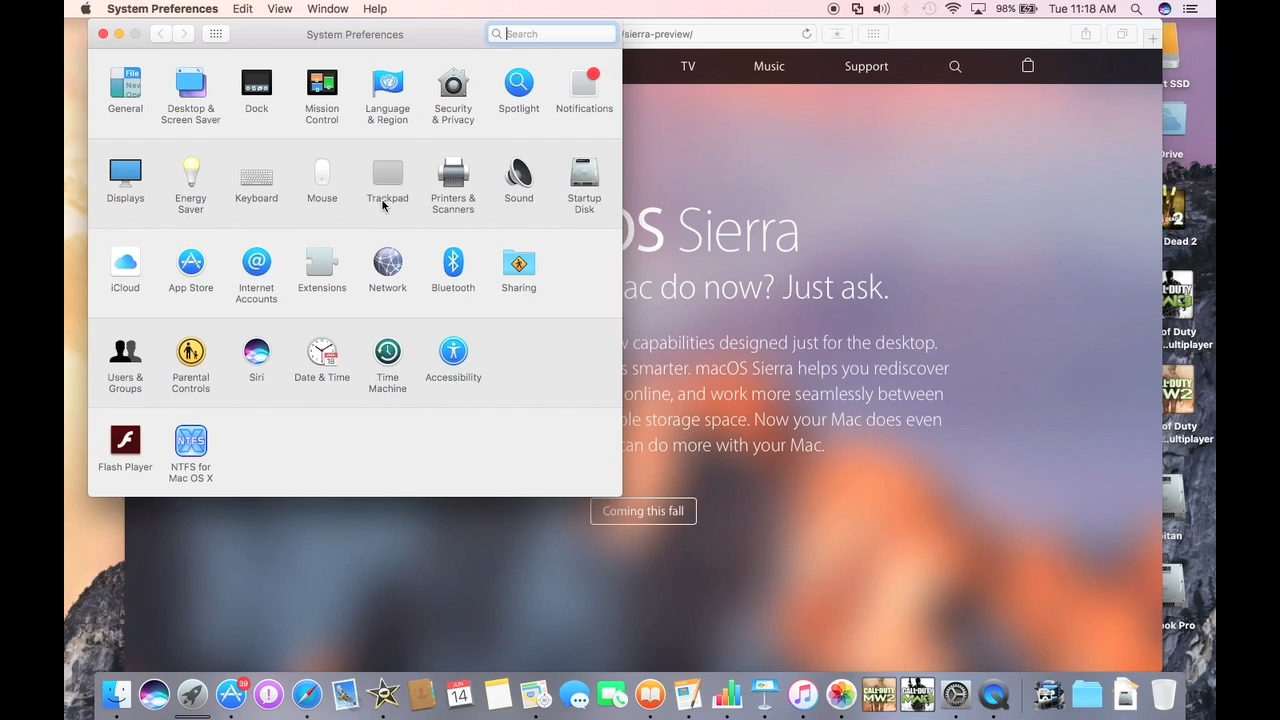 System Preferences Edit View Window Help
98% Tue 11:18 AM
System Preferences
Search
/sierra-preview/
General
Desktop &
Screen Saver
Dock
Mission
Control
Language
& Region
Security
& Privacy
Spotlight
Notifications
Displays
Energy
Saver
Keyboard
Mouse
Trackpad
Printers &
Scanners
Sound
Startup
Disk
iCloud
App Store
Internet
Accounts
Extensions
Network
Bluetooth
Sharing
Users &
Groups
Parental
Controls
Siri
Date & Time
Time
Machine
Accessibility
Flash Player
NTFS for
Mac OS X
TV Music Support
OS Sierra
ac do now? Just ask.
capabilities designed just for the desktop.
s smarter. macOS Sierra helps you rediscover
online, and work more seamlessly between
ble storage space. Now your Mac does even
can do more with your Mac.
Coming this fall
SSD
Drive
Dead 2
of Duty
...ultiplayer
of Duty
...ultiplayer
itan
ook Pro
39
JUN
14